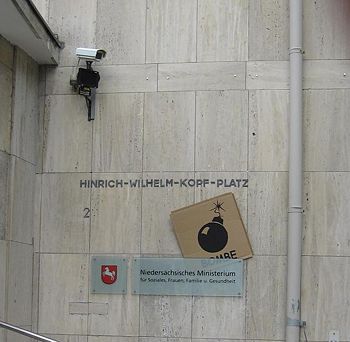 HINRICH-WILHELM-KOPF-PLATZ
2
Niedersächsisches Ministerium
für Soziales, Frauen, Familie u. Gesundheit